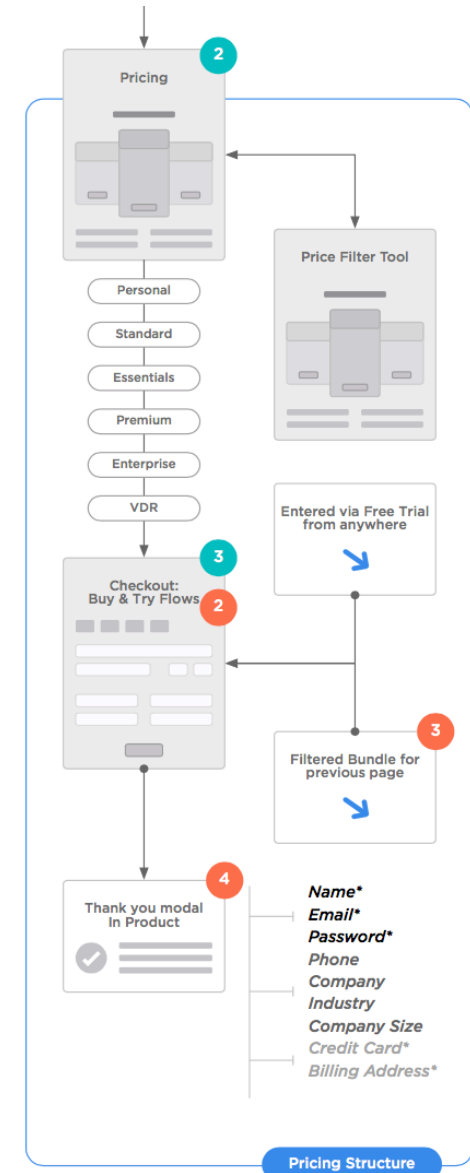 2
Pricing
Price Filter Tool
Personal
Standard
Essentials
Premium
Enterprise
VDR
Entered via Free Trial
from anywhere
3
Checkout:
Buy & Try Flows
2
3
Filtered Bundle for
previous page
4
Thank you modal
In Product
Name*
Email*
Password*
Phone
Company
Industry
Company Size
Credit Card*
Billing Address*
Pricing Structure